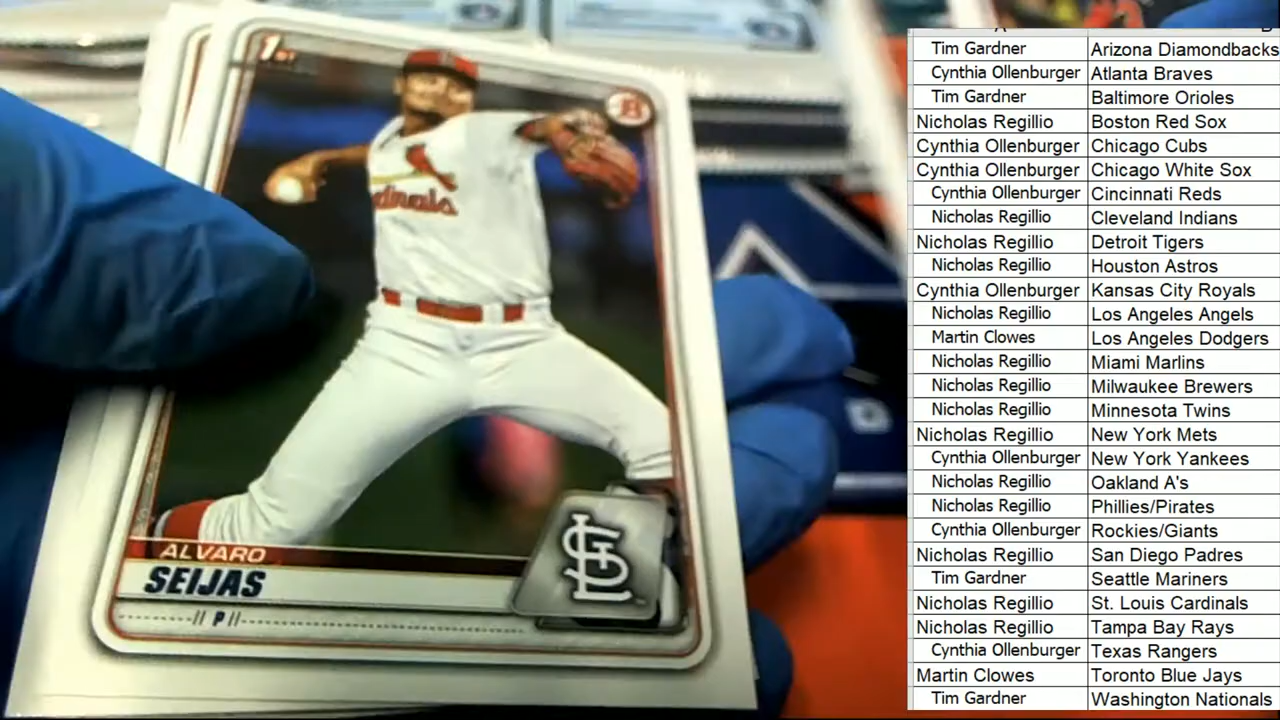 1ST
B
Cardinals
ALVARO
SEIJAS
STL
// P //
Tim Gardner Arizona Diamondbacks
Cynthia Ollenburger Atlanta Braves
Tim Gardner Baltimore Orioles
Nicholas Regillio Boston Red Sox
Cynthia Ollenburger Chicago Cubs
Cynthia Ollenburger Chicago White Sox
Cynthia Ollenburger Cincinnati Reds
Nicholas Regillio Cleveland Indians
Nicholas Regillio Detroit Tigers
Nicholas Regillio Houston Astros
Cynthia Ollenburger Kansas City Royals
Nicholas Regillio Los Angeles Angels
Martin Clowes Los Angeles Dodgers
Nicholas Regillio Miami Marlins
Nicholas Regillio Milwaukee Brewers
Nicholas Regillio Minnesota Twins
Nicholas Regillio New York Mets
Cynthia Ollenburger New York Yankees
Nicholas Regillio Oakland A's
Nicholas Regillio Phillies/Pirates
Cynthia Ollenburger Rockies/Giants
Nicholas Regillio San Diego Padres
Tim Gardner Seattle Mariners
Nicholas Regillio St. Louis Cardinals
Nicholas Regillio Tampa Bay Rays
Cynthia Ollenburger Texas Rangers
Martin Clowes Toronto Blue Jays
Tim Gardner Washington Nationals